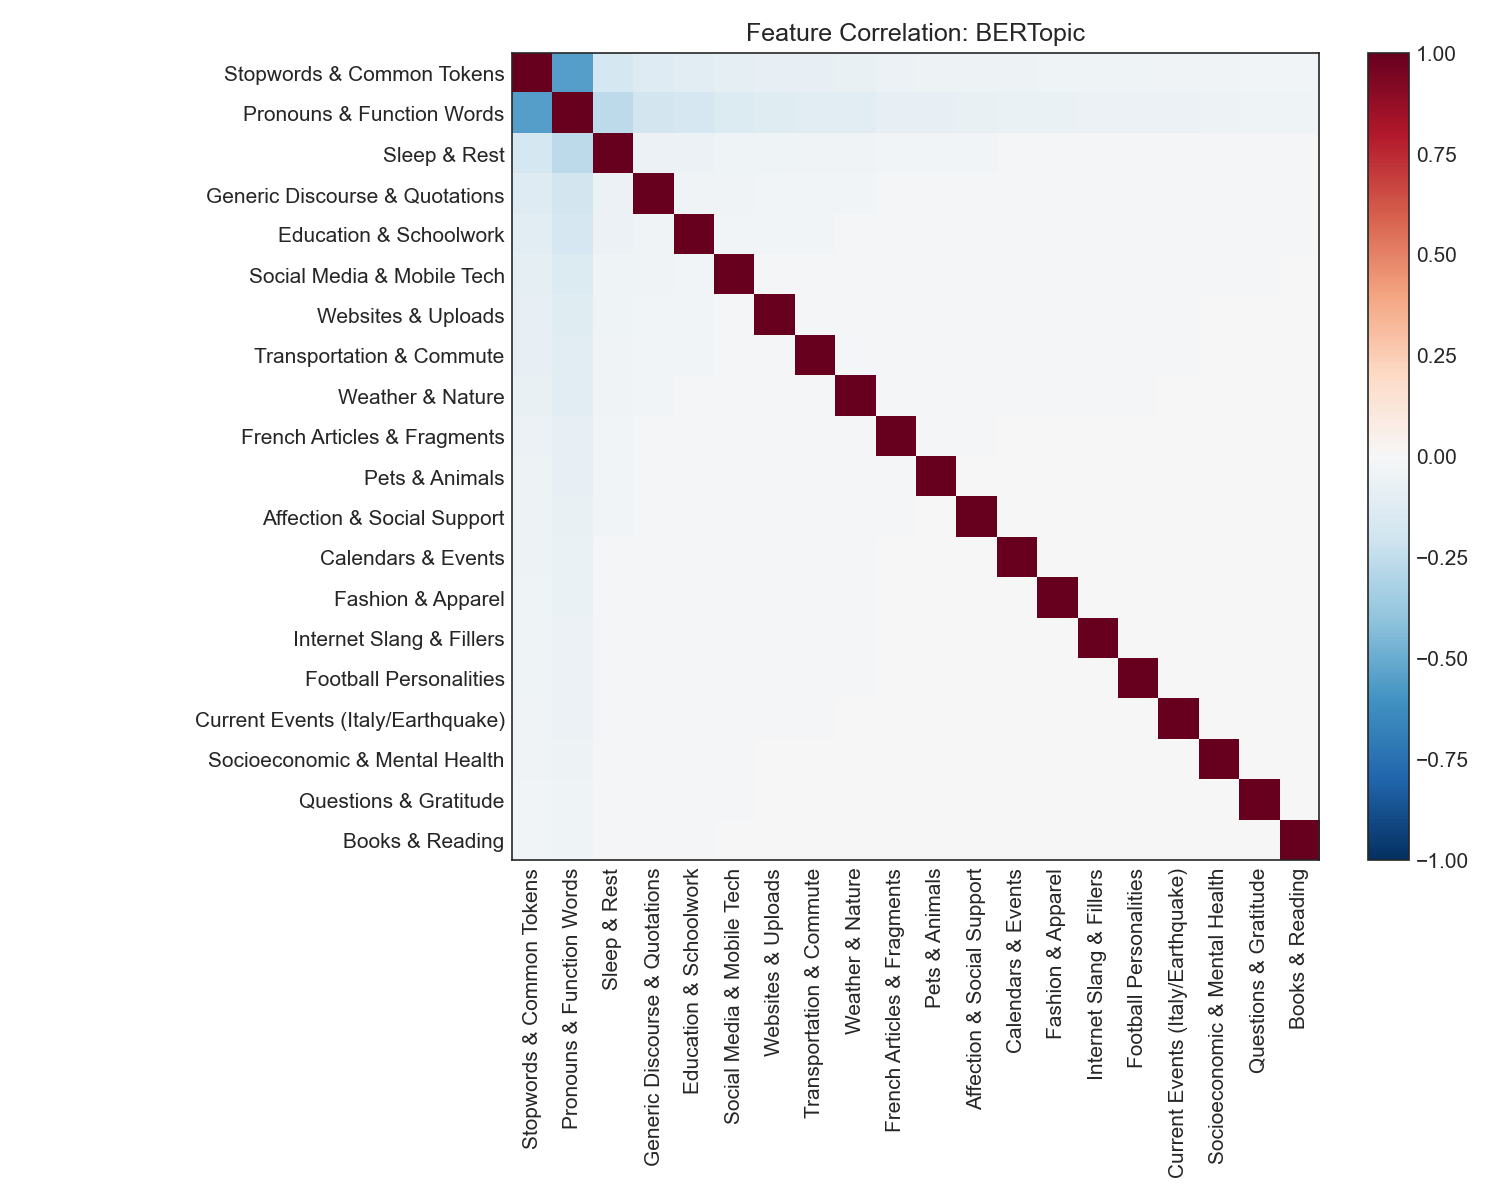 Feature Correlation: BERTopic
Stopwords & Common Tokens
Pronouns & Function Words
Sleep & Rest
Generic Discourse & Quotations
Education & Schoolwork
Social Media & Mobile Tech
Websites & Uploads
Transportation & Commute
Weather & Nature
French Articles & Fragments
Pets & Animals
Affection & Social Support
Calendars & Events
Fashion & Apparel
Internet Slang & Fillers
Football Personalities
Current Events (Italy/Earthquake)
Socioeconomic & Mental Health
Questions & Gratitude
Books & Reading
Stopwords & Common Tokens
Pronouns & Function Words
Sleep & Rest
Generic Discourse & Quotations
Education & Schoolwork
Social Media & Mobile Tech
Websites & Uploads
Transportation & Commute
Weather & Nature
French Articles & Fragments
Pets & Animals
Affection & Social Support
Calendars & Events
Fashion & Apparel
Internet Slang & Fillers
Football Personalities
Current Events (Italy/Earthquake)
Socioeconomic & Mental Health
Questions & Gratitude
Books & Reading
1.00
0.75
0.50
0.25
0.00
−0.25
−0.50
−0.75
−1.00